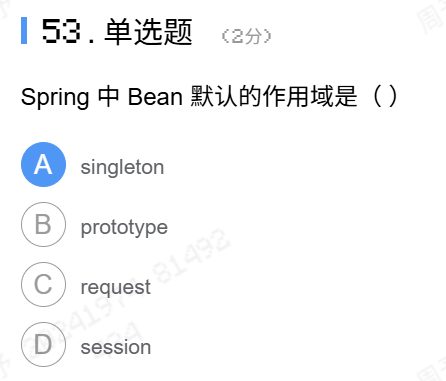 53.单选题 (2分)
Spring 中 Bean 默认的作用域是（ ）
A singleton
B prototype
C request
D session